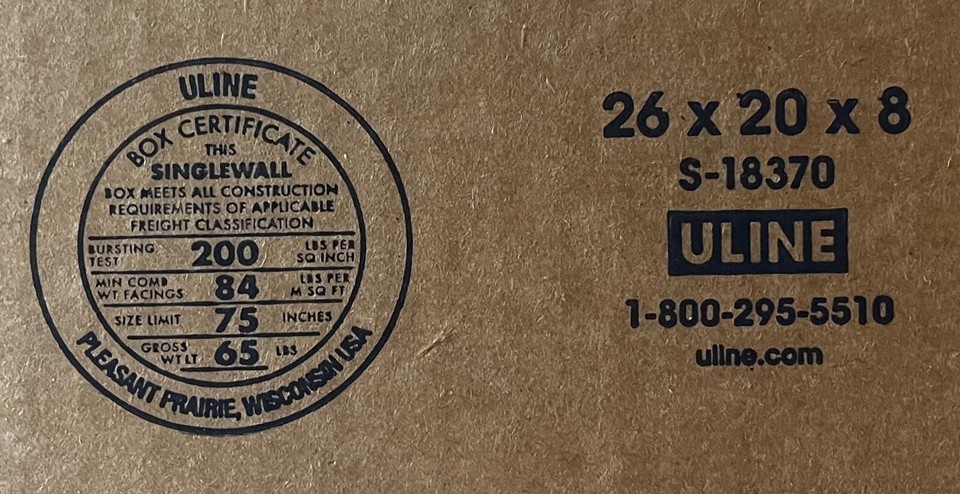 ULINE
BOX CERTIFICATE
THIS
SINGLEWALL
BOX MEETS ALL CONSTRUCTION
REQUIREMENTS OF APPLICABLE
FREIGHT CLASSIFICATION
BURSTING TEST 200 LBS PER SQ INCH
MIN COMB WT FACINGS 84 LBS PER M SQ FT
SIZE LIMIT 75 INCHES
GROSS WT LT 65 LBS
PLEASANT PRAIRIE, WISCONSIN USA
26 x 20 x 8
S-18370
ULINE
1-800-295-5510
uline.com